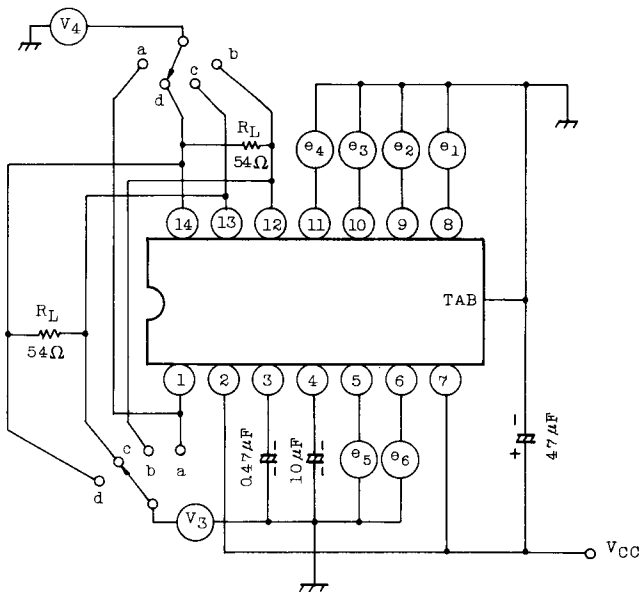 V4
a
b
c
d
RL
54Ω
e4
e3
e2
e1
14
13
12
11
10
9
8
TAB
RL
54Ω
1
2
3
4
5
6
7
c
b
a
d
0.47μF
10μF
e5
e6
47μF
V3
VCC